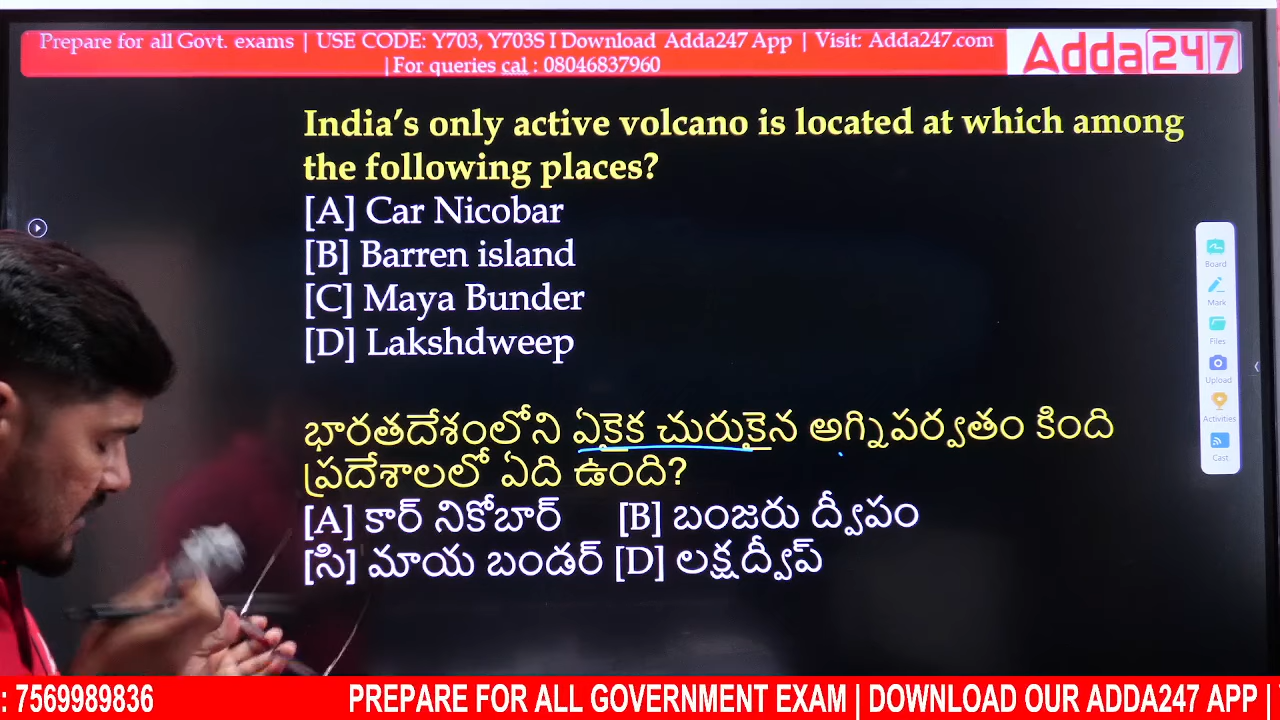 Prepare for all Govt. exams | USE CODE: Y703, Y703S I Download Adda247 App | Visit: Adda247.com
|For queries cal : 08046837960
Adda247
India's only active volcano is located at which among
the following places?
[A] Car Nicobar
[B] Barren island
[C] Maya Bunder
[D] Lakshdweep
భారతదేశంలోని ఏకైక చురుకైన అగ్నిపర్వతం కింది
ప్రదేశాలలో ఏది ఉంది?
[A] కార్ నికోబార్ [B] బంజరు ద్వీపం
[సి] మాయ బండర్ [D] లక్షద్వీప్
Board
Mark
Files
Upload
Activities
Cast
: 7569989836 PREPARE FOR ALL GOVERNMENT EXAM | DOWNLOAD OUR ADDA247 APP |